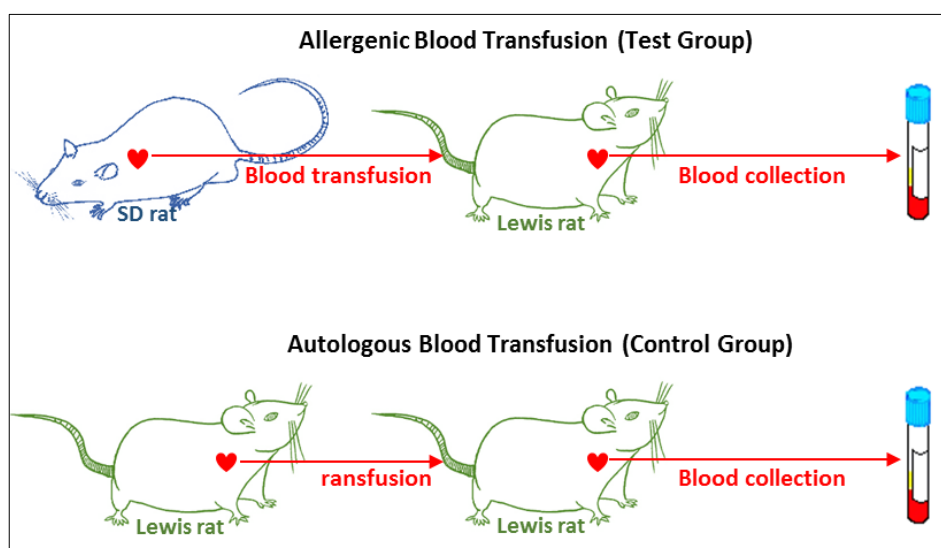 Allergenic Blood Transfusion (Test Group)
Blood transfusion
Blood collection
SD rat
Lewis rat
Autologous Blood Transfusion (Control Group)
ransfusion
Blood collection
Lewis rat
Lewis rat